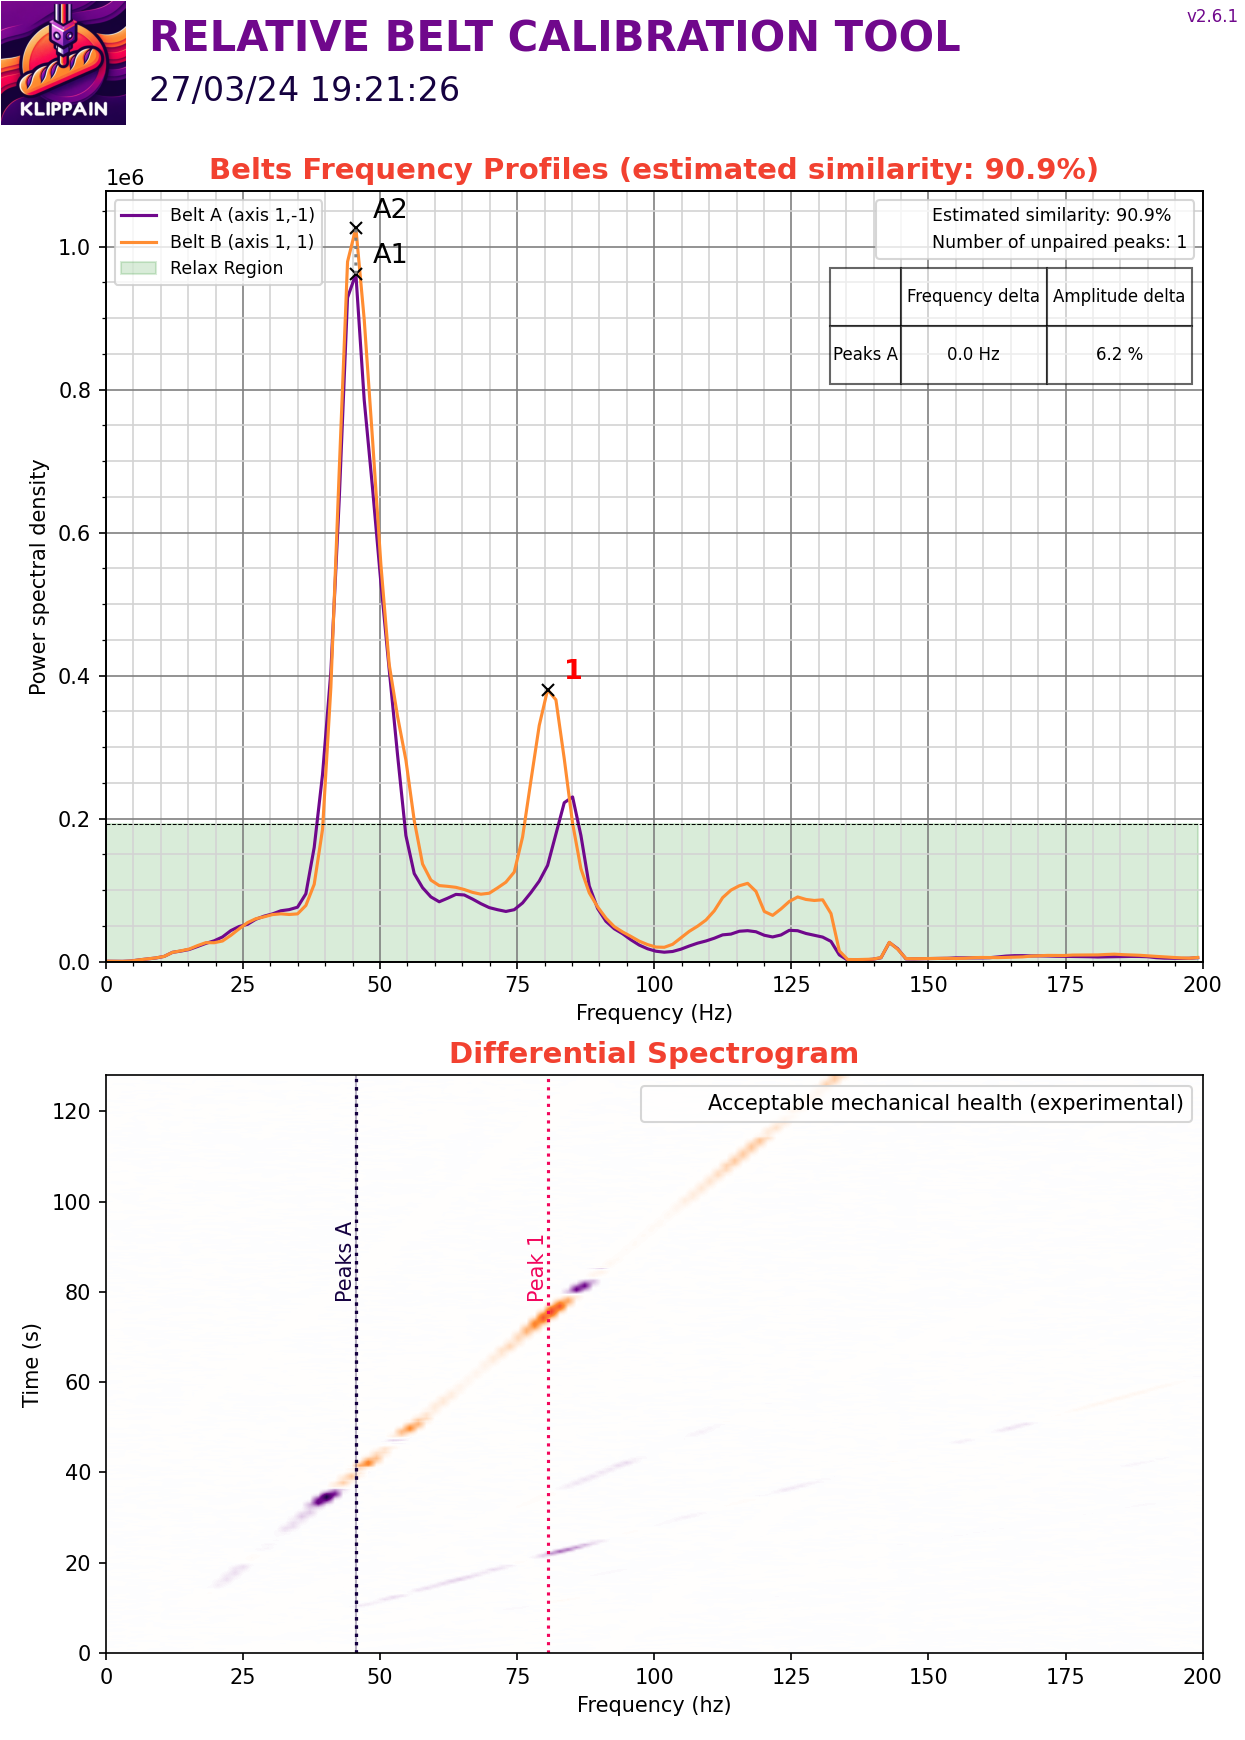 KLIPPAIN
RELATIVE BELT CALIBRATION TOOL
v2.6.1
27/03/24 19:21:26
Belts Frequency Profiles (estimated similarity: 90.9%)
1e6
Belt A (axis 1,-1)
Belt B (axis 1, 1)
Relax Region
A2
A1
Estimated similarity: 90.9%
Number of unpaired peaks: 1
Frequency delta Amplitude delta
Peaks A 0.0 Hz 6.2 %
1
Power spectral density
1.0
0.8
0.6
0.4
0.2
0.0
0 25 50 75 100 125 150 175 200
Frequency (Hz)
Differential Spectrogram
Acceptable mechanical health (experimental)
Peaks A
Peak 1
Time (s)
120
100
80
60
40
20
0
0 25 50 75 100 125 150 175 200
Frequency (hz)